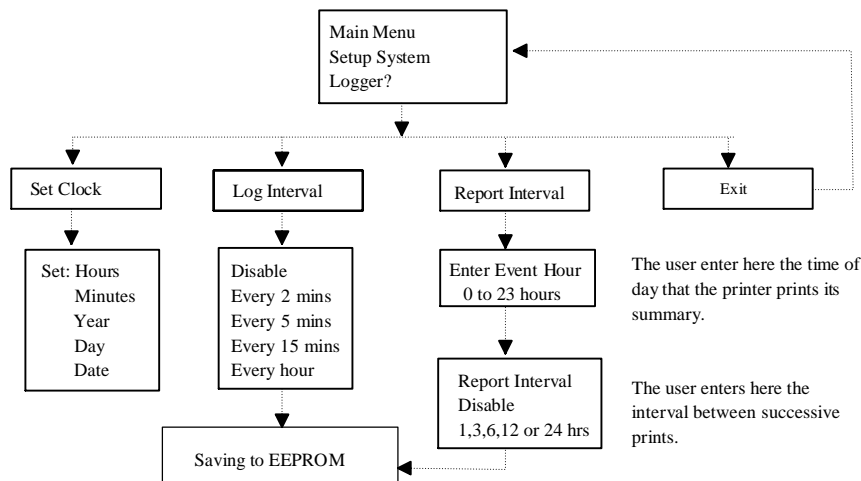 Main Menu
Setup System
Logger?
Set Clock
Log Interval
Report Interval
Exit
Set: Hours
Minutes
Year
Day
Date
Disable
Every 2 mins
Every 5 mins
Every 15 mins
Every hour
Enter Event Hour
0 to 23 hours
The user enter here the time of
day that the printer prints its
summary.
Report Interval
Disable
1,3,6,12 or 24 hrs
The user enters here the
interval between successive
prints.
Saving to EEPROM